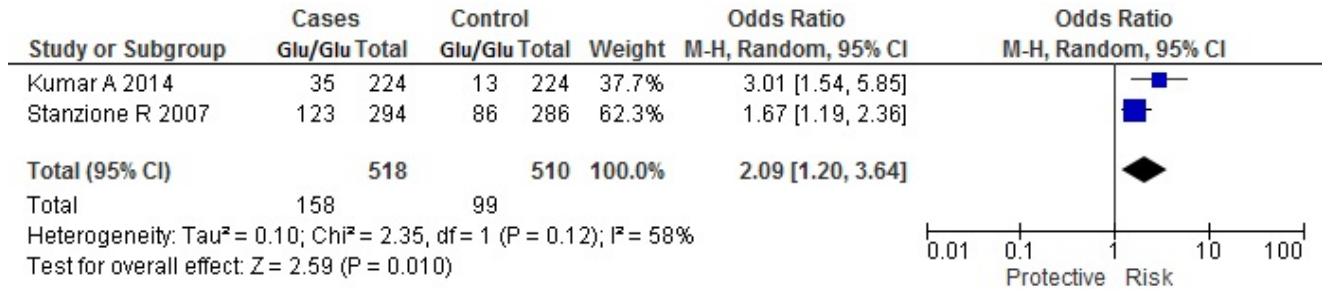 Cases Control Odds Ratio Odds Ratio
Study or Subgroup Glu/Glu Total Glu/Glu Total Weight M-H, Random, 95% CI M-H, Random, 95% CI
Kumar A 2014 35 224 13 224 37.7% 3.01 [1.54, 5.85]
Stanzione R 2007 123 294 86 286 62.3% 1.67 [1.19, 2.36]
Total (95% CI) 518 510 100.0% 2.09 [1.20, 3.64]
Total 158 99
Heterogeneity: Tau² = 0.10; Chi² = 2.35, df = 1 (P = 0.12); I² = 58%
Test for overall effect: Z = 2.59 (P = 0.010)
0.01 0.1 1 10 100
Protective Risk